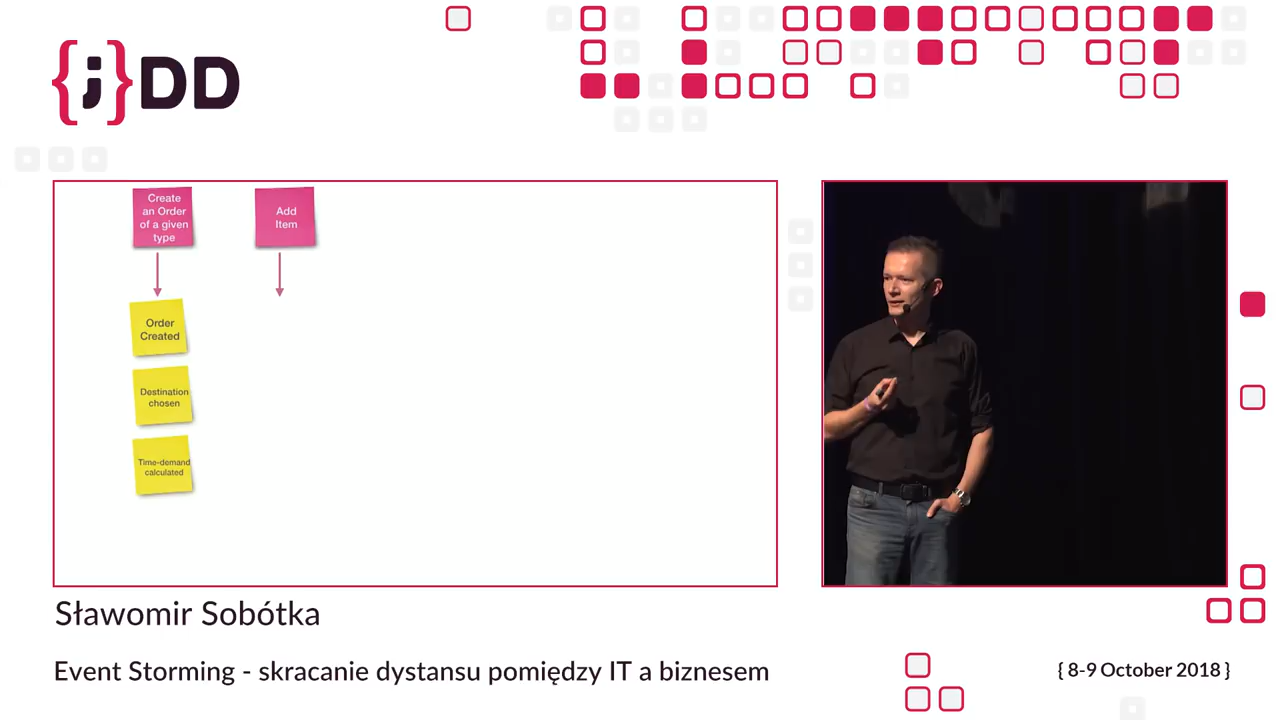 {j}DD
Create
an Order
of a given
type
Add
Item
Order
Created
Destination
chosen
Time-demand
calculated
Sławomir Sobótka
Event Storming - skracanie dystansu pomiędzy IT a biznesem
{ 8-9 October 2018 }